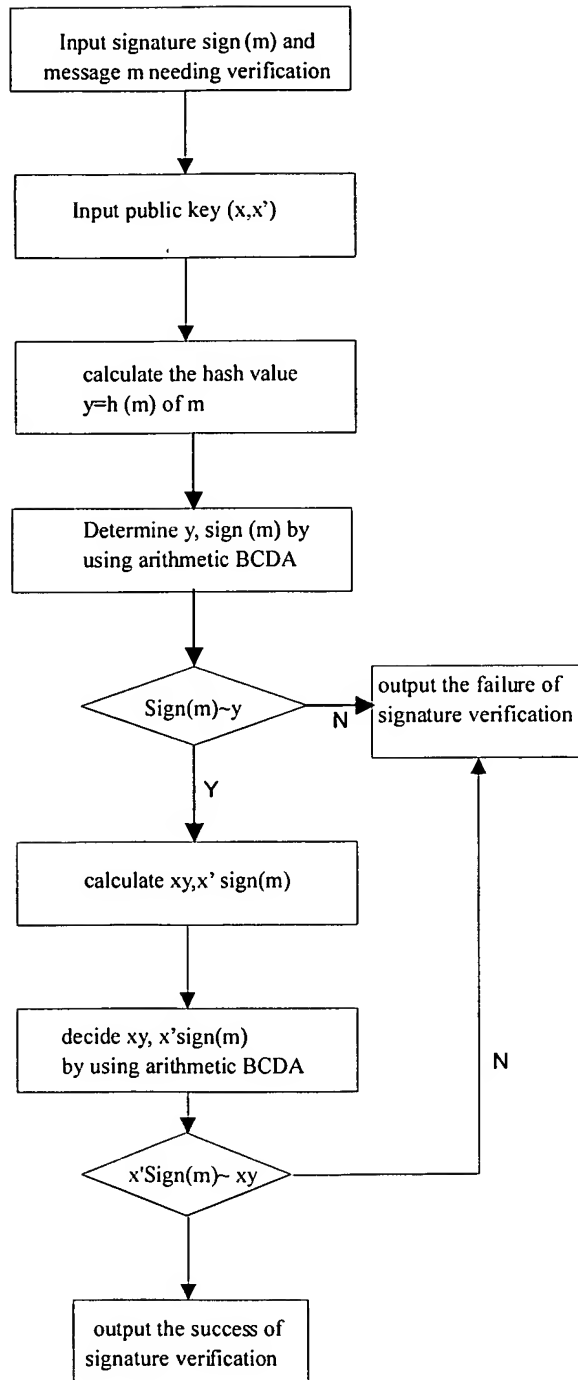 Input signature sign (m) and
message m needing verification
Input public key (x,x')
calculate the hash value
y=h (m) of m
Determine y, sign (m) by
using arithmetic BCDA
Sign(m)~y
N
output the failure of
signature verification
Y
calculate xy,x' sign(m)
decide xy, x'sign(m)
by using arithmetic BCDA
N
x'Sign(m)~ xy
output the success of
signature verification